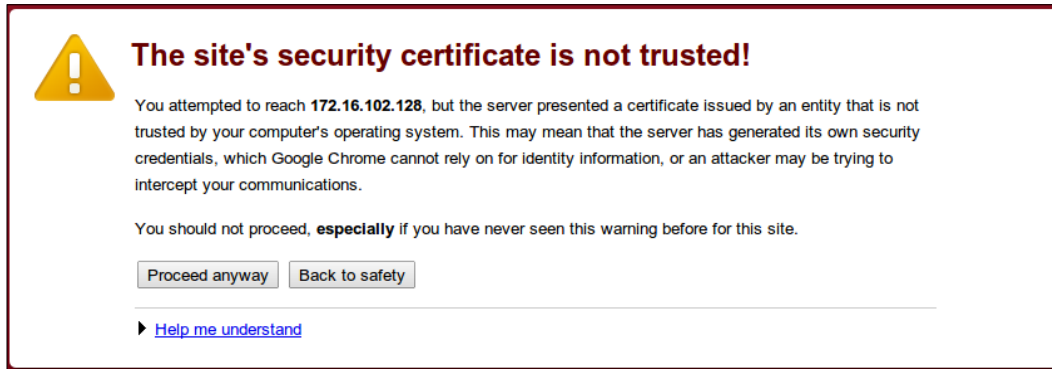 The site's security certificate is not trusted!
You attempted to reach 172.16.102.128, but the server presented a certificate issued by an entity that is not
trusted by your computer's operating system. This may mean that the server has generated its own security
credentials, which Google Chrome cannot rely on for identity information, or an attacker may be trying to
intercept your communications.
You should not proceed, especially if you have never seen this warning before for this site.
Proceed anyway Back to safety
Help me understand